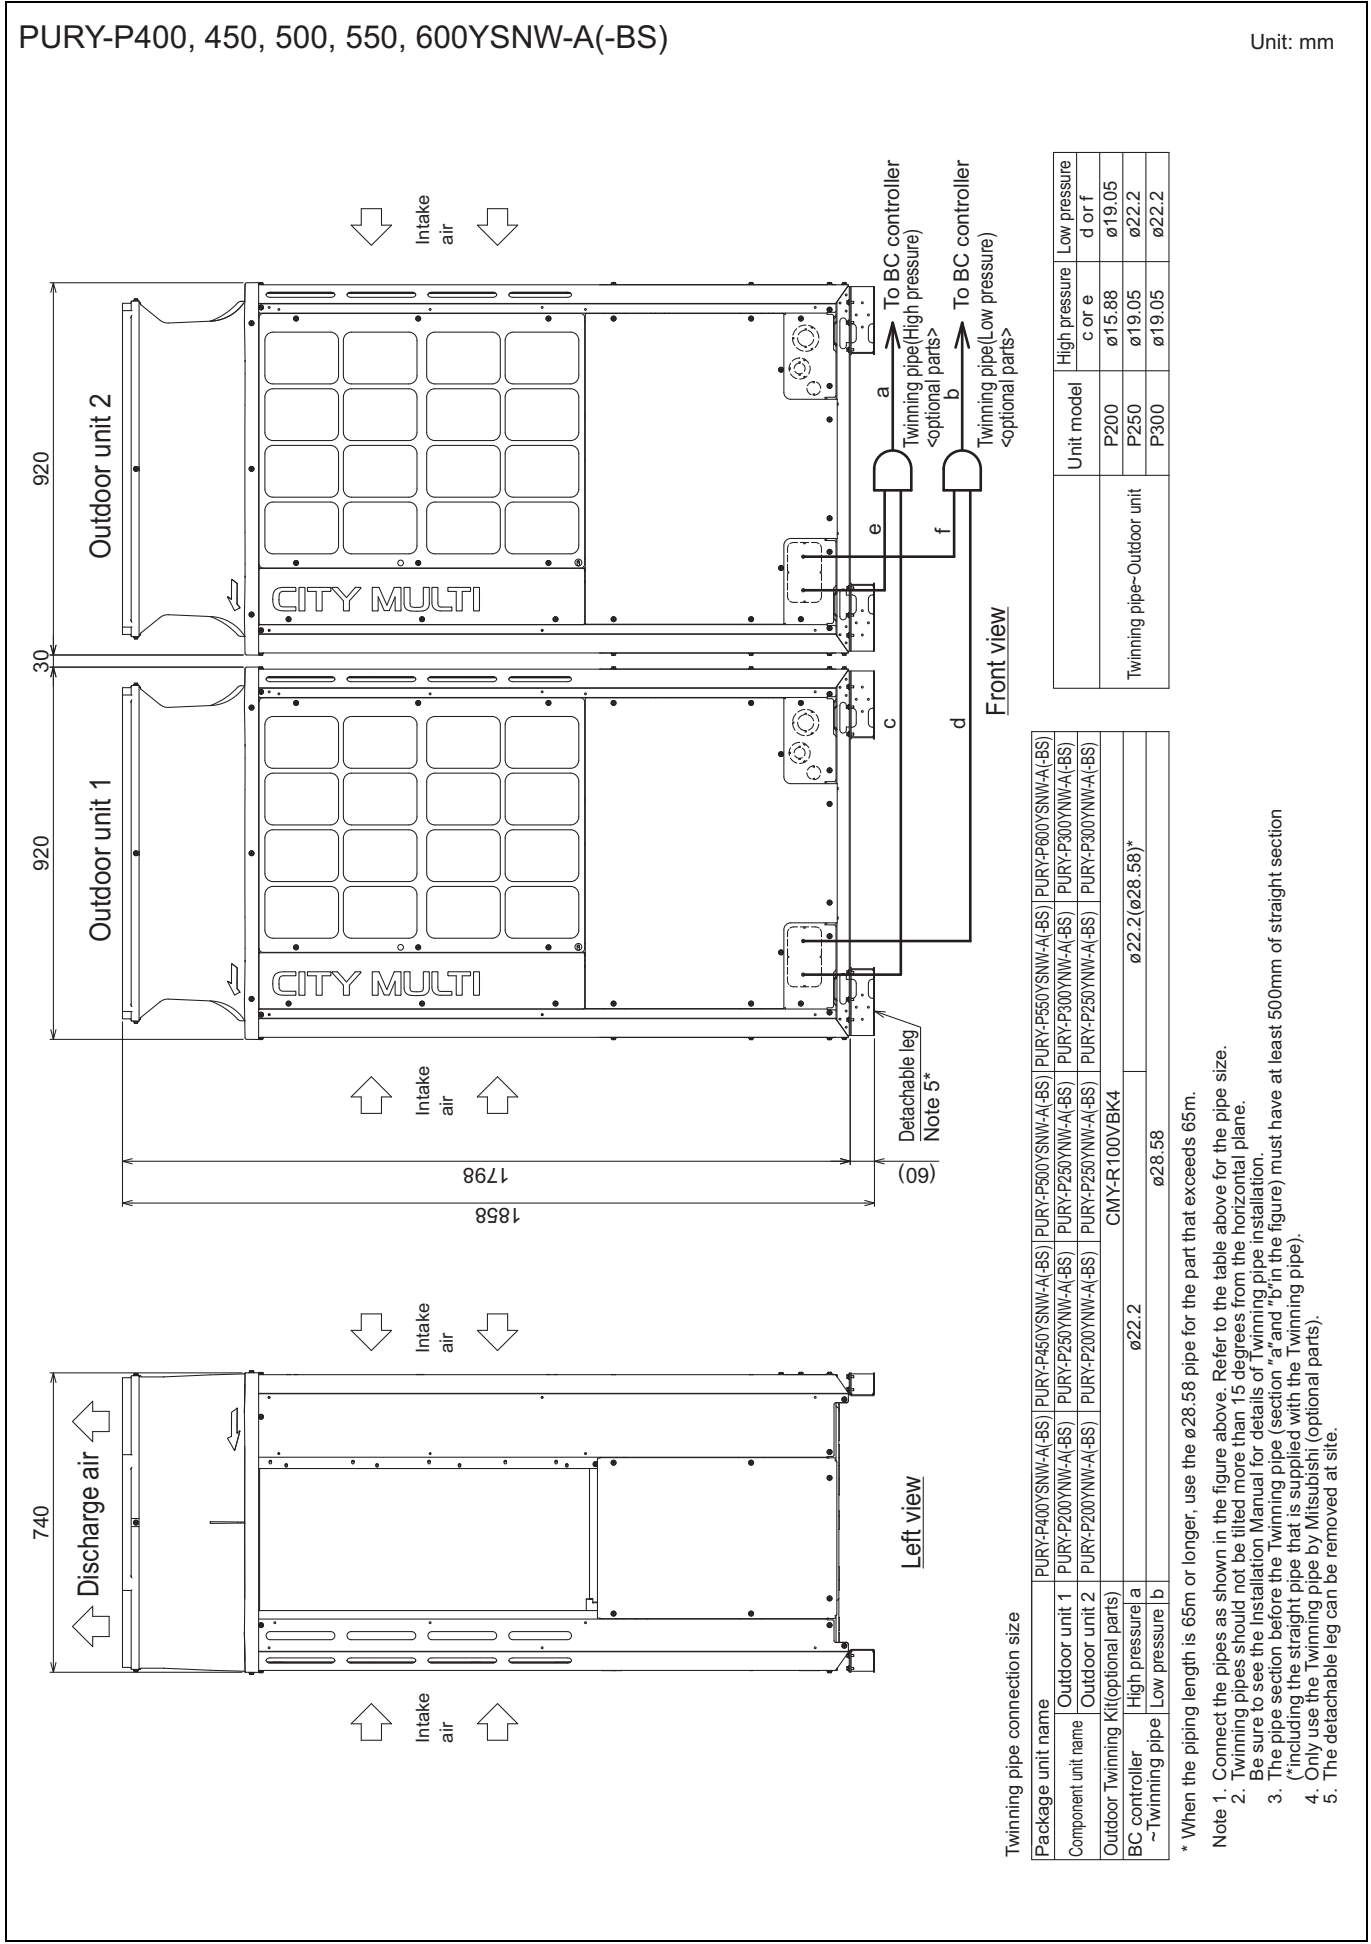 PURY-P400, 450, 500, 550, 600YSNW-A(-BS)
Unit: mm
740
Discharge air
Intake
air
Intake
air
Left view
1858
1798
(60)
920
30
920
Outdoor unit 1
Outdoor unit 2
CITY MULTI
CITY MULTI
Intake
air
Intake
air
Detachable leg
Note 5*
c
d
e
f
a
To BC controller
Twinning pipe(High pressure)
<optional parts>
b
To BC controller
Twinning pipe(Low pressure)
<optional parts>
Front view
Twinning pipe connection size
Package unit name PURY-P400YSNW-A(-BS) PURY-P450YSNW-A(-BS) PURY-P500YSNW-A(-BS) PURY-P550YSNW-A(-BS) PURY-P600YSNW-A(-BS)
Component unit name
Outdoor unit 1 PURY-P200YNW-A(-BS) PURY-P250YNW-A(-BS) PURY-P250YNW-A(-BS) PURY-P300YNW-A(-BS) PURY-P300YNW-A(-BS)
Outdoor unit 2 PURY-P200YNW-A(-BS) PURY-P200YNW-A(-BS) PURY-P250YNW-A(-BS) PURY-P250YNW-A(-BS) PURY-P300YNW-A(-BS)
Outdoor Twinning Kit(optional parts) CMY-R100VBK4
BC controller
~Twinning pipe
High pressure a ø22.2 ø22.2(ø28.58)*
Low pressure b ø28.58
Unit model High pressure Low pressure
c or e d or f
Twinning pipe~Outdoor unit
P200 ø15.88 ø19.05
P250 ø19.05 ø22.2
P300 ø19.05 ø22.2
* When the piping length is 65m or longer, use the ø28.58 pipe for the part that exceeds 65m.
Note 1. Connect the pipes as shown in the figure above. Refer to the table above for the pipe size.
2. Twinning pipes should not be tilted more than 15 degrees from the horizontal plane.
Be sure to see the Installation Manual for details of Twinning pipe installation.
3. The pipe section before the Twinning pipe (section "a"and "b"in the figure) must have at least 500mm of straight section
(*including the straight pipe that is supplied with the Twinning pipe).
4. Only use the Twinning pipe by Mitsubishi (optional parts).
5. The detachable leg can be removed at site.